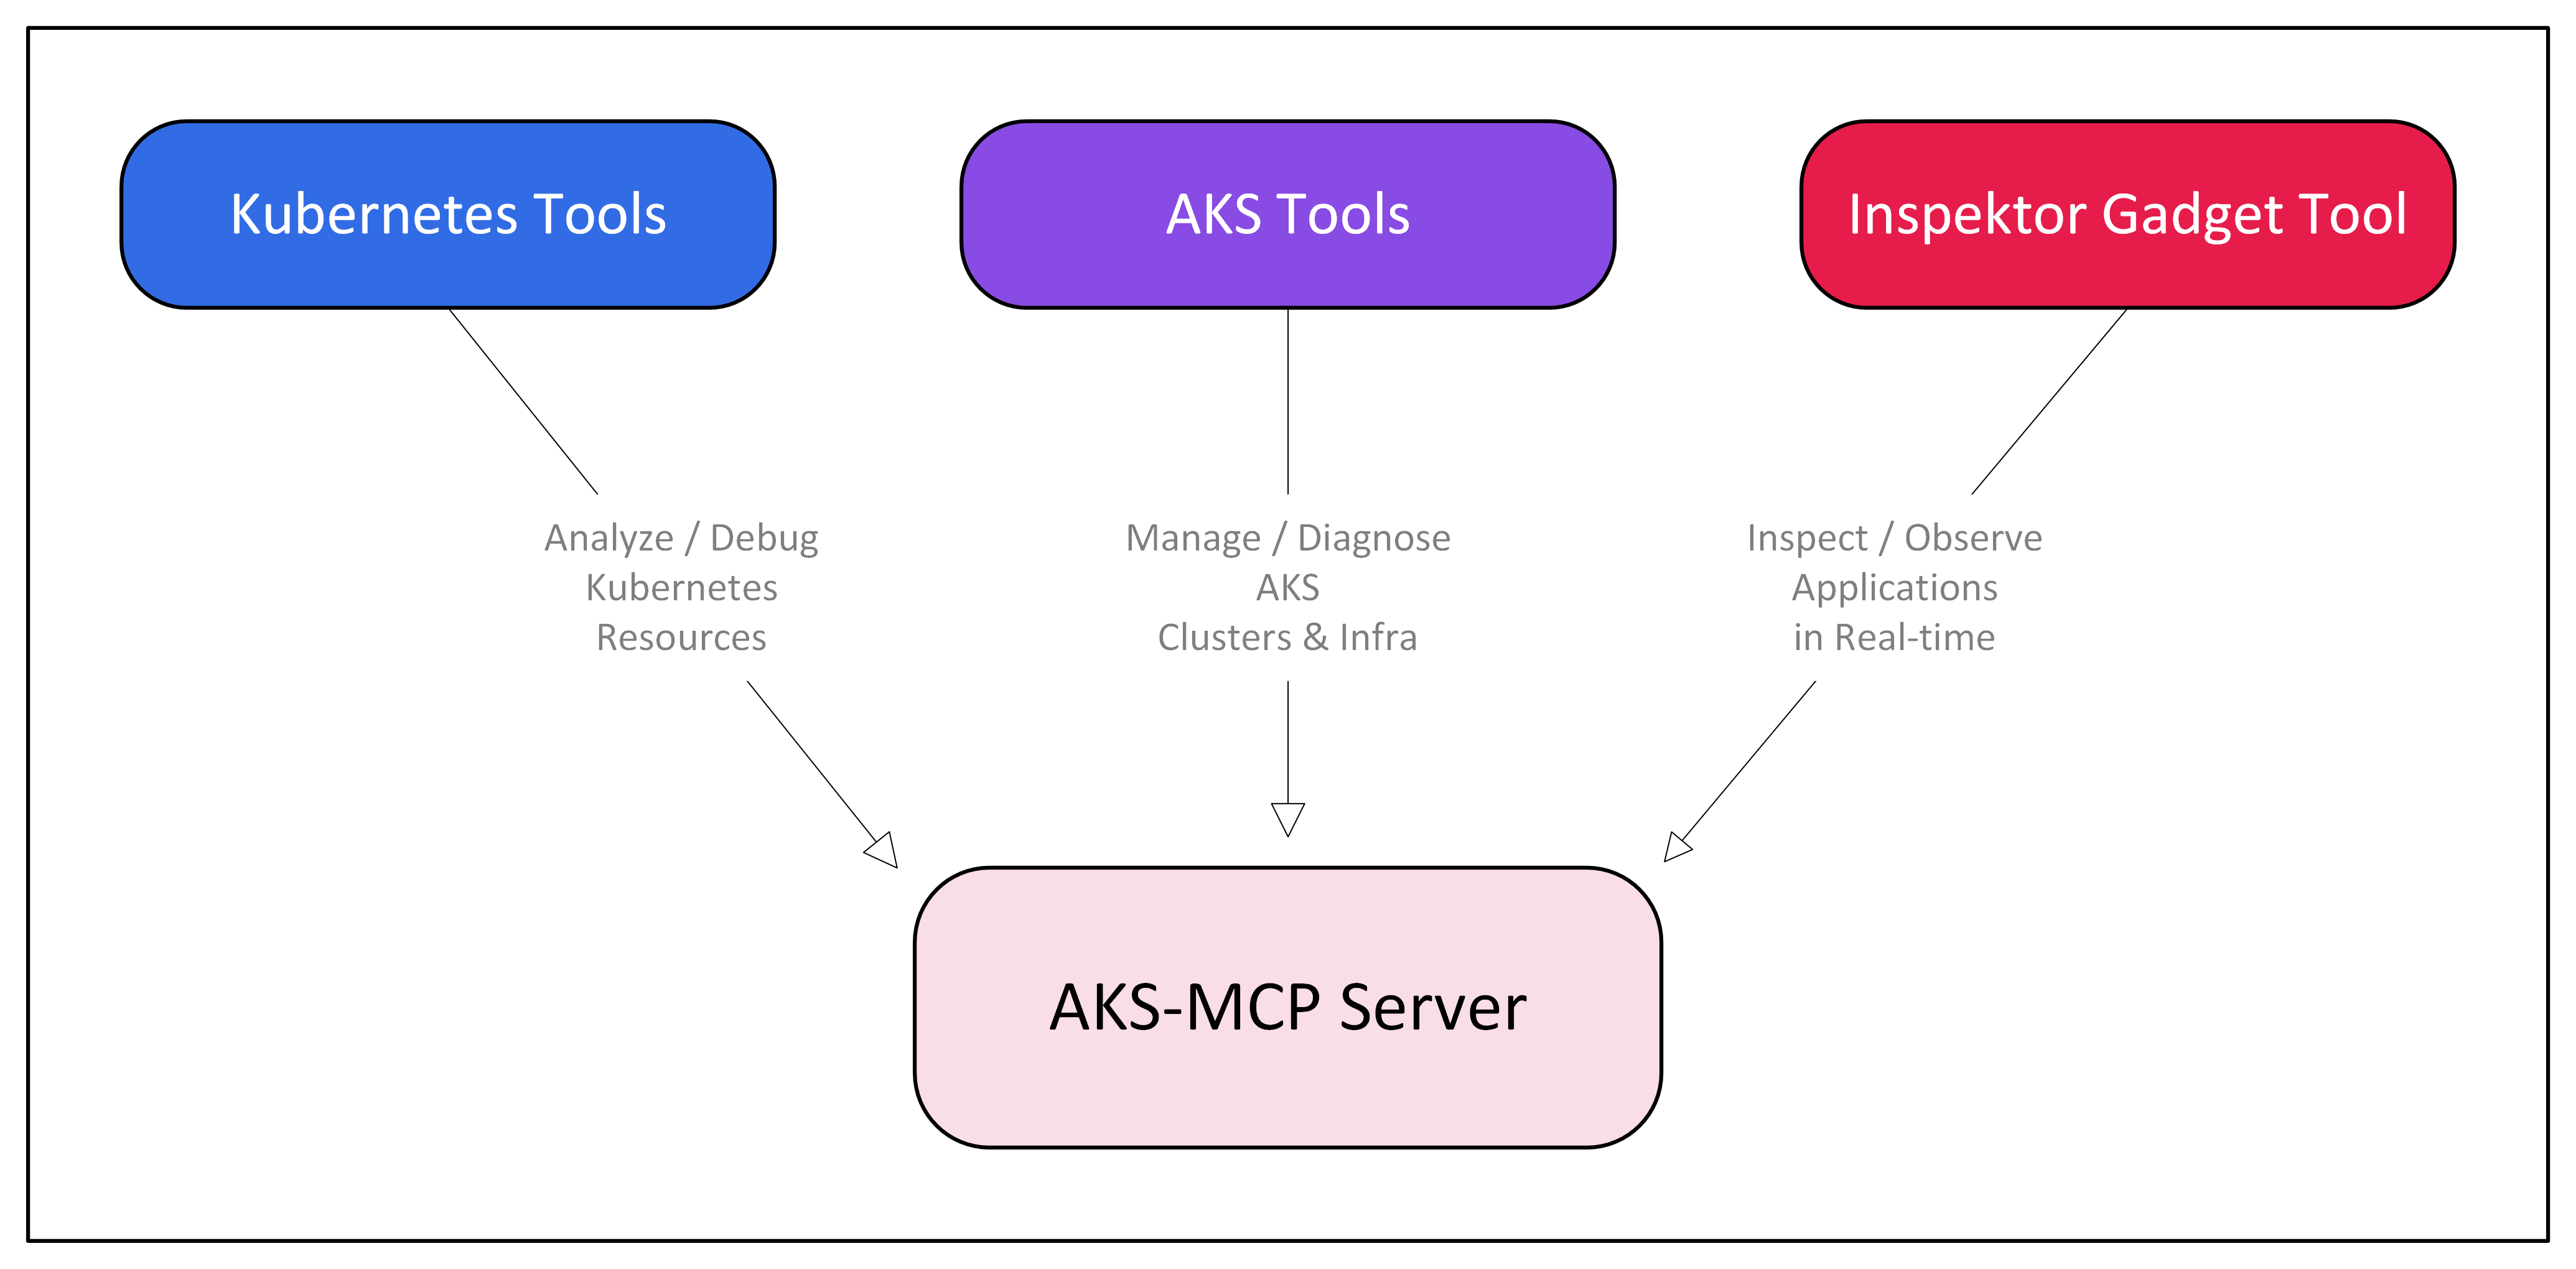 Kubernetes Tools
AKS Tools
Inspektor Gadget Tool
Analyze / Debug
Kubernetes
Resources
Manage / Diagnose
AKS
Clusters & Infra
Inspect / Observe
Applications
in Real-time
AKS-MCP Server